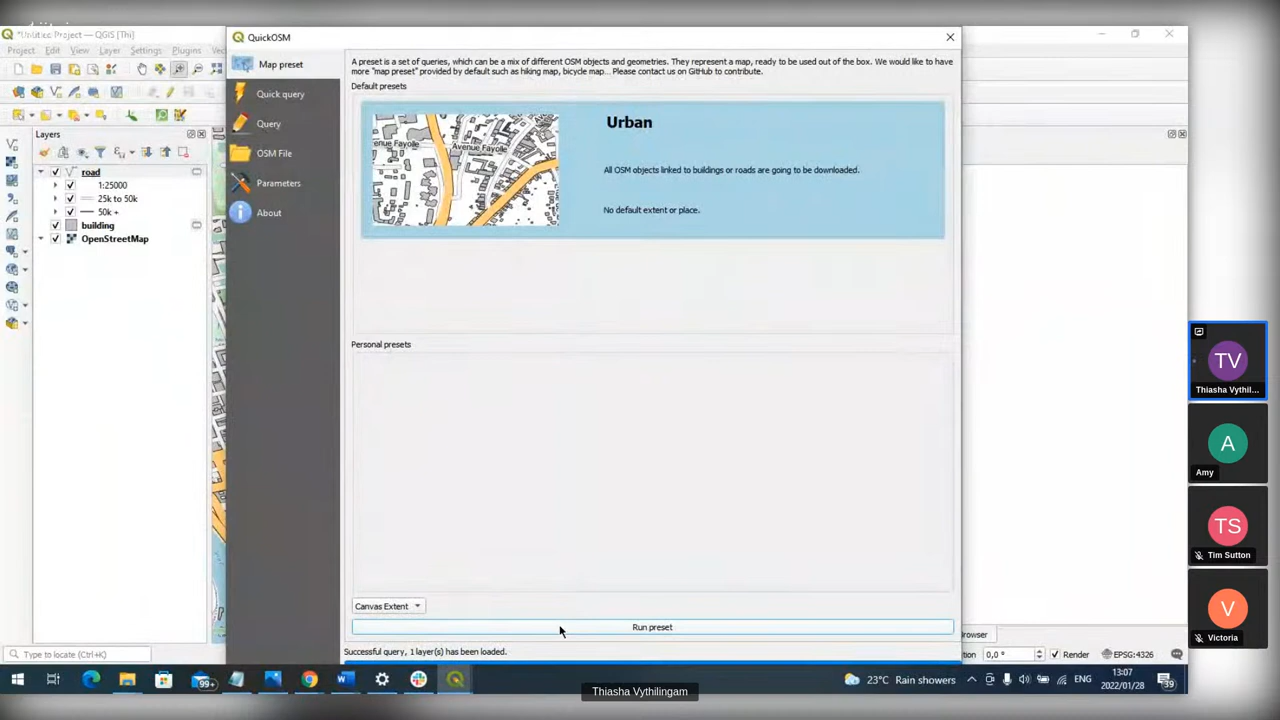 *Untitled Project — QGIS [Thi]
Project Edit View Layer Settings Plugins
Layers
road
1:25000
25k to 50k
50k +
building
OpenStreetMap
Type to locate (Ctrl+K)
QuickOSM
Map preset
Quick query
Query
OSM File
Parameters
About
A preset is a set of queries, which can be a mix of different OSM objects and geometries. They represent a map, ready to be used out of the box. We would like to have
more "map preset" provided by default such as hiking map, bicycle map... Please contact us on GitHub to contribute.
Default presets
Avenue Fayolle
Urban
All OSM objects linked to buildings or roads are going to be downloaded.
No default extent or place.
Personal presets
Canvas Extent
Run preset
Successful query, 1 layer(s) has been loaded.
0,0 °
Render
EPSG:4326
99+
23°C Rain showers
ENG
13:07
2022/01/28
39
Thiasha Vythilingam
TV
Thiasha Vythil...
A
Amy
TS
Tim Sutton
V
Victoria